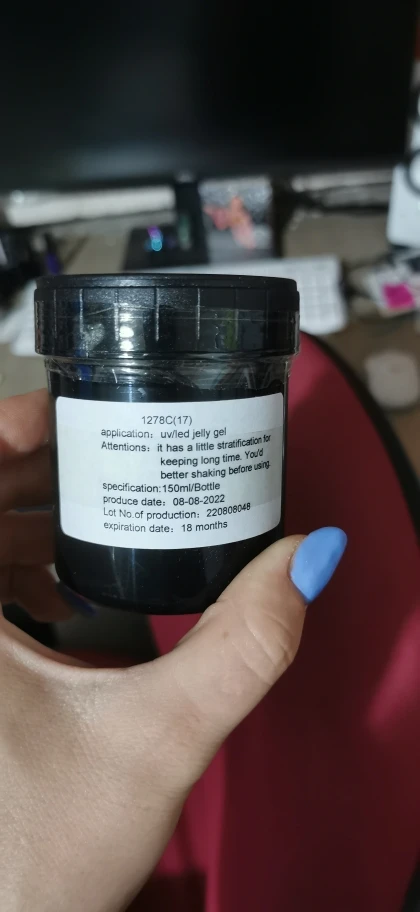 1278C(17)
application: uv/led jelly gel
Attentions: it has a little stratification for
keeping long time. You'd
better shaking before using.
specification:150ml/Bottle
produce date: 08-08-2022
Lot No.of production: 220808048
expiration date: 18 months